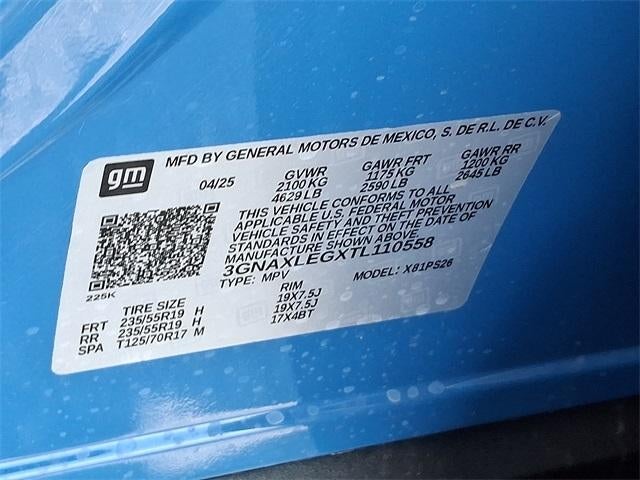 gm
MFD BY GENERAL MOTORS DE MEXICO, S. DE R.L. DE C.V.
04/25 GVWR GAWR FRT GAWR RR
2100 KG 1175 KG 1200 KG
4629 LB 2590 LB 2645 LB
THIS VEHICLE CONFORMS TO ALL
APPLICABLE U.S. FEDERAL MOTOR
VEHICLE SAFETY AND THEFT PREVENTION
STANDARDS IN EFFECT ON THE DATE OF
MANUFACTURE SHOWN ABOVE.
3GNAXLEGXTL110558
TYPE: MPV MODEL: X81PS26
225K
TIRE SIZE RIM
FRT 235/55R19 H 19X7.5J
RR 235/55R19 H 19X7.5J
SPA T125/70R17 M 17X4BT